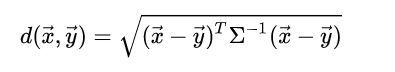 d(x⃗, y⃗) = √((x⃗ − y⃗)ᵀ Σ⁻¹ (x⃗ − y⃗))